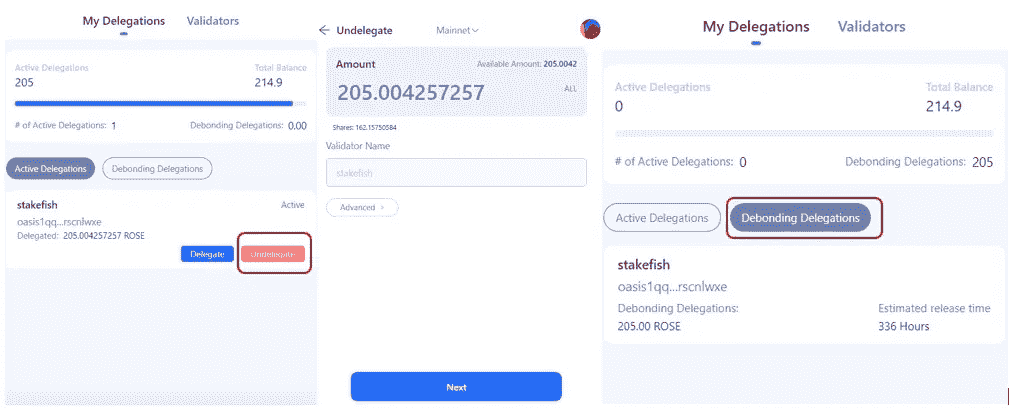 My Delegations Validators
Active Delegations Total Balance
205 214.9
# of Active Delegations: 1 Debonding Delegations: 0.00
Active Delegations Debonding Delegations
stakefish Active
oasis1qq...rscnlwxe
Delegated: 205.004257257 ROSE
Delegate Undelegate
Undelegate Mainnet
Amount Available Amount: 205.0042
205.004257257 ALL
Shares: 162.15750584
Validator Name
stakefish
Advanced >
Next
My Delegations Validators
Active Delegations Total Balance
0 214.9
# of Active Delegations: 0 Debonding Delegations: 205
Active Delegations Debonding Delegations
stakefish
oasis1qq...rscnlwxe
Debonding Delegations: Estimated release time
205.00 ROSE 336 Hours